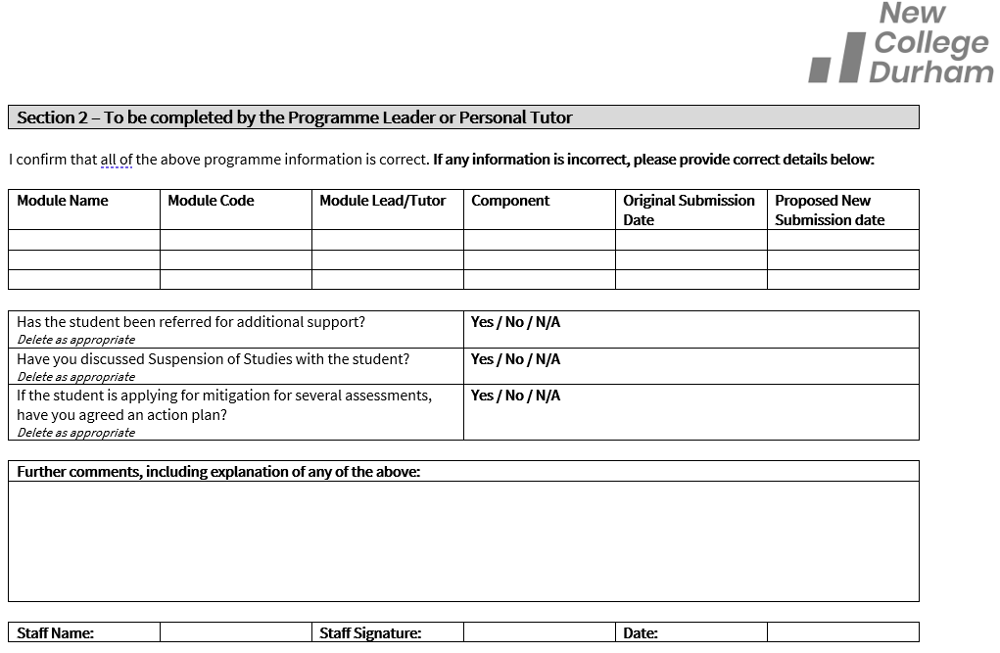 New
College
Durham
Section 2 – To be completed by the Programme Leader or Personal Tutor
I confirm that all of the above programme information is correct. If any information is incorrect, please provide correct details below:
Module Name Module Code Module Lead/Tutor Component Original Submission Date Proposed New Submission date
Has the student been referred for additional support? Yes / No / N/A
Delete as appropriate
Have you discussed Suspension of Studies with the student? Yes / No / N/A
Delete as appropriate
If the student is applying for mitigation for several assessments, Yes / No / N/A
have you agreed an action plan?
Delete as appropriate
Further comments, including explanation of any of the above:
Staff Name: Staff Signature: Date: